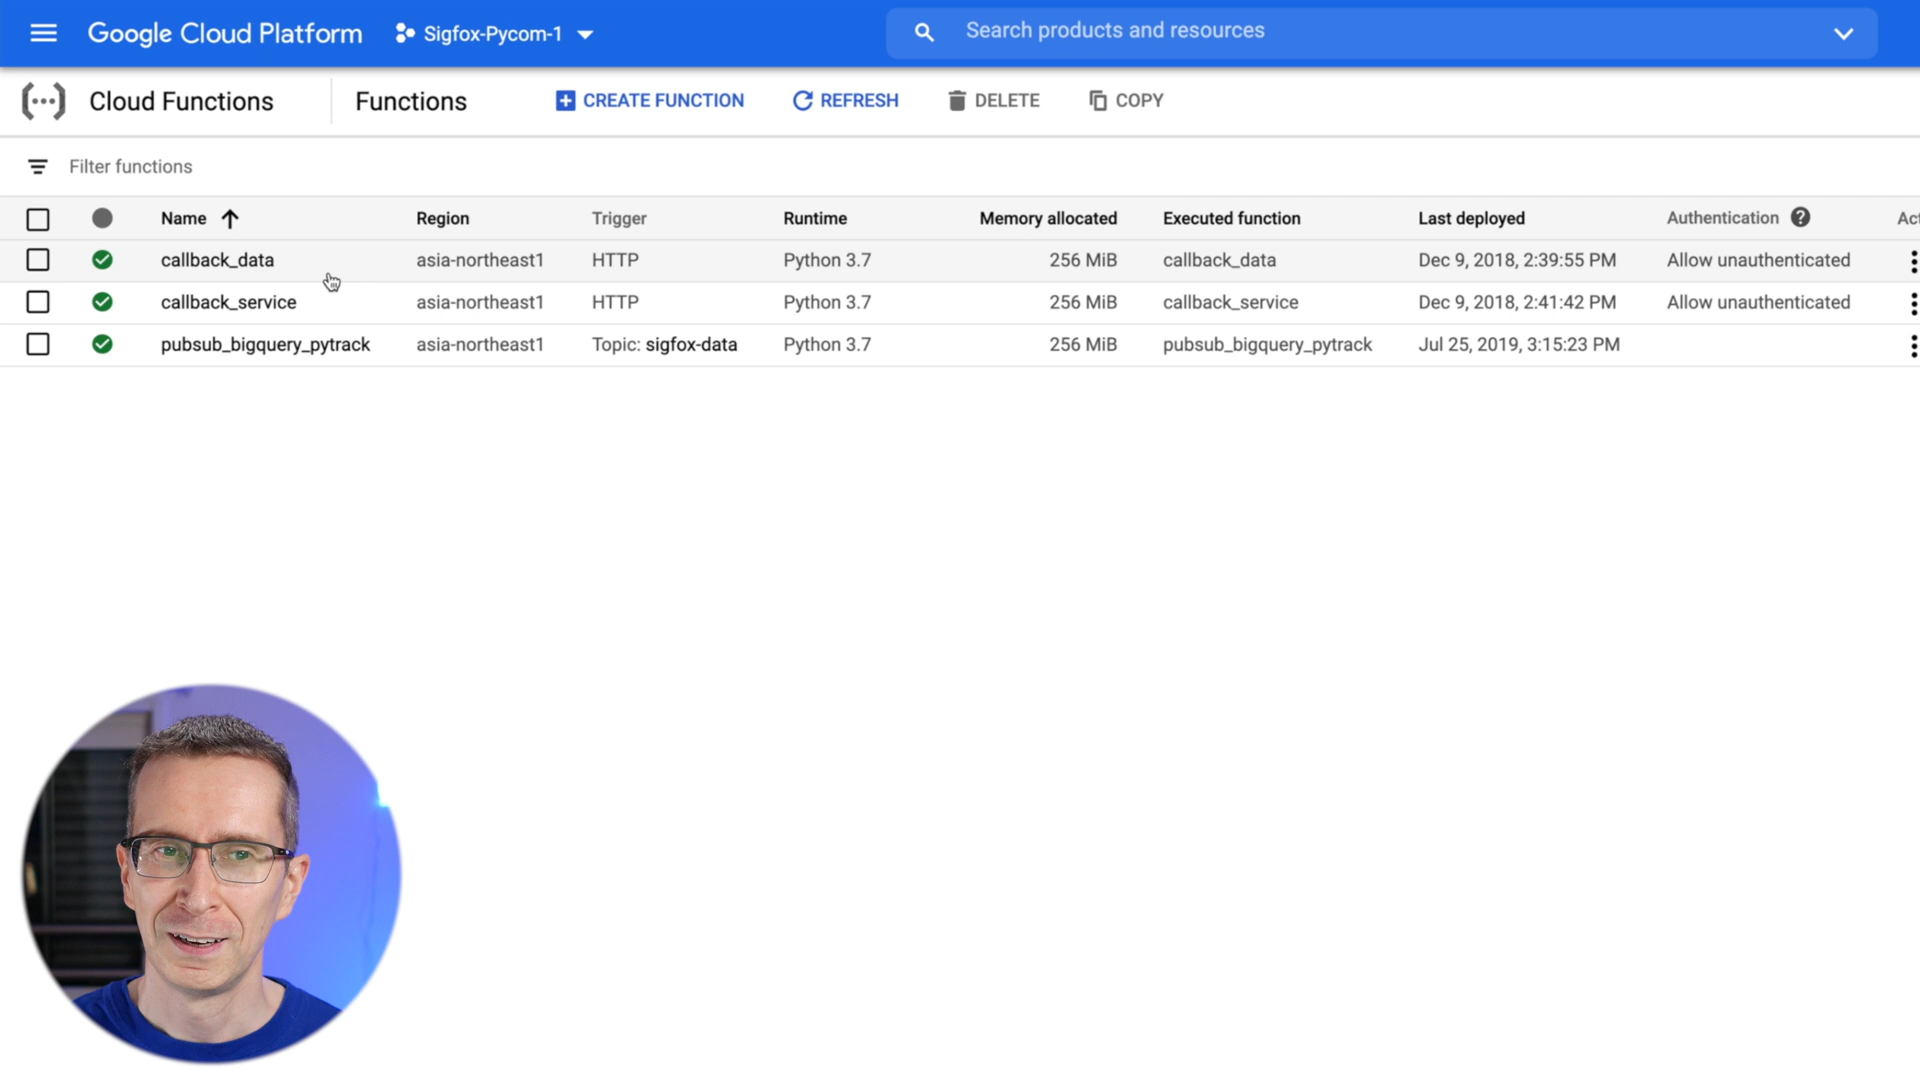 Google Cloud Platform Sigfox-Pycom-1 Search products and resources
Cloud Functions Functions CREATE FUNCTION REFRESH DELETE COPY
Filter functions
Name Region Trigger Runtime Memory allocated Executed function Last deployed Authentication Act
callback_data asia-northeast1 HTTP Python 3.7 256 MiB callback_data Dec 9, 2018, 2:39:55 PM Allow unauthenticated
callback_service asia-northeast1 HTTP Python 3.7 256 MiB callback_service Dec 9, 2018, 2:41:42 PM Allow unauthenticated
pubsub_bigquery_pytrack asia-northeast1 Topic: sigfox-data Python 3.7 256 MiB pubsub_bigquery_pytrack Jul 25, 2019, 3:15:23 PM